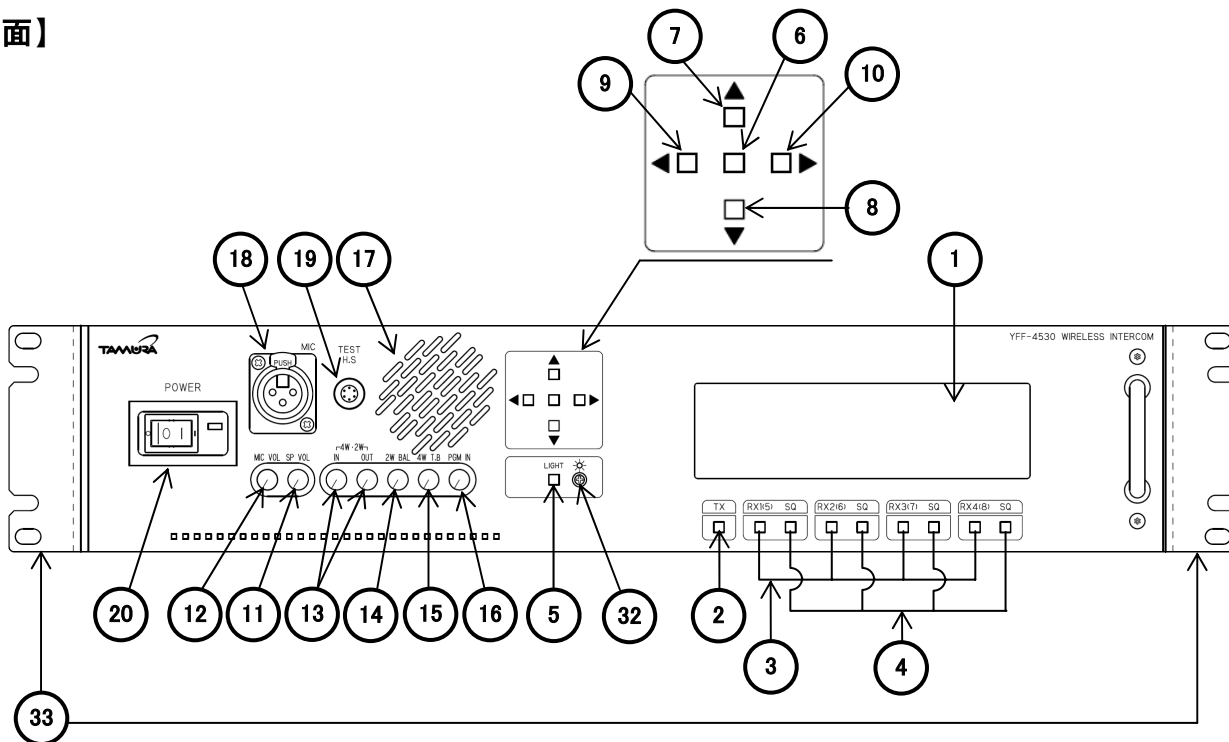 面】
7
6
9
10
8
18
19
17
1
TAMURA
MIC
TEST
H.S
PUSH
YFF-4530 WIRELESS INTERCOM
POWER
0 1
4W·2W
MIC VOL SP VOL IN OUT 2W BAL 4W T.B PGM IN
LIGHT
TX RX1(5) SQ RX2(6) SQ RX3(7) SQ RX4(8) SQ
20
12
11
13
14
15
16
5
32
2
3
4
33